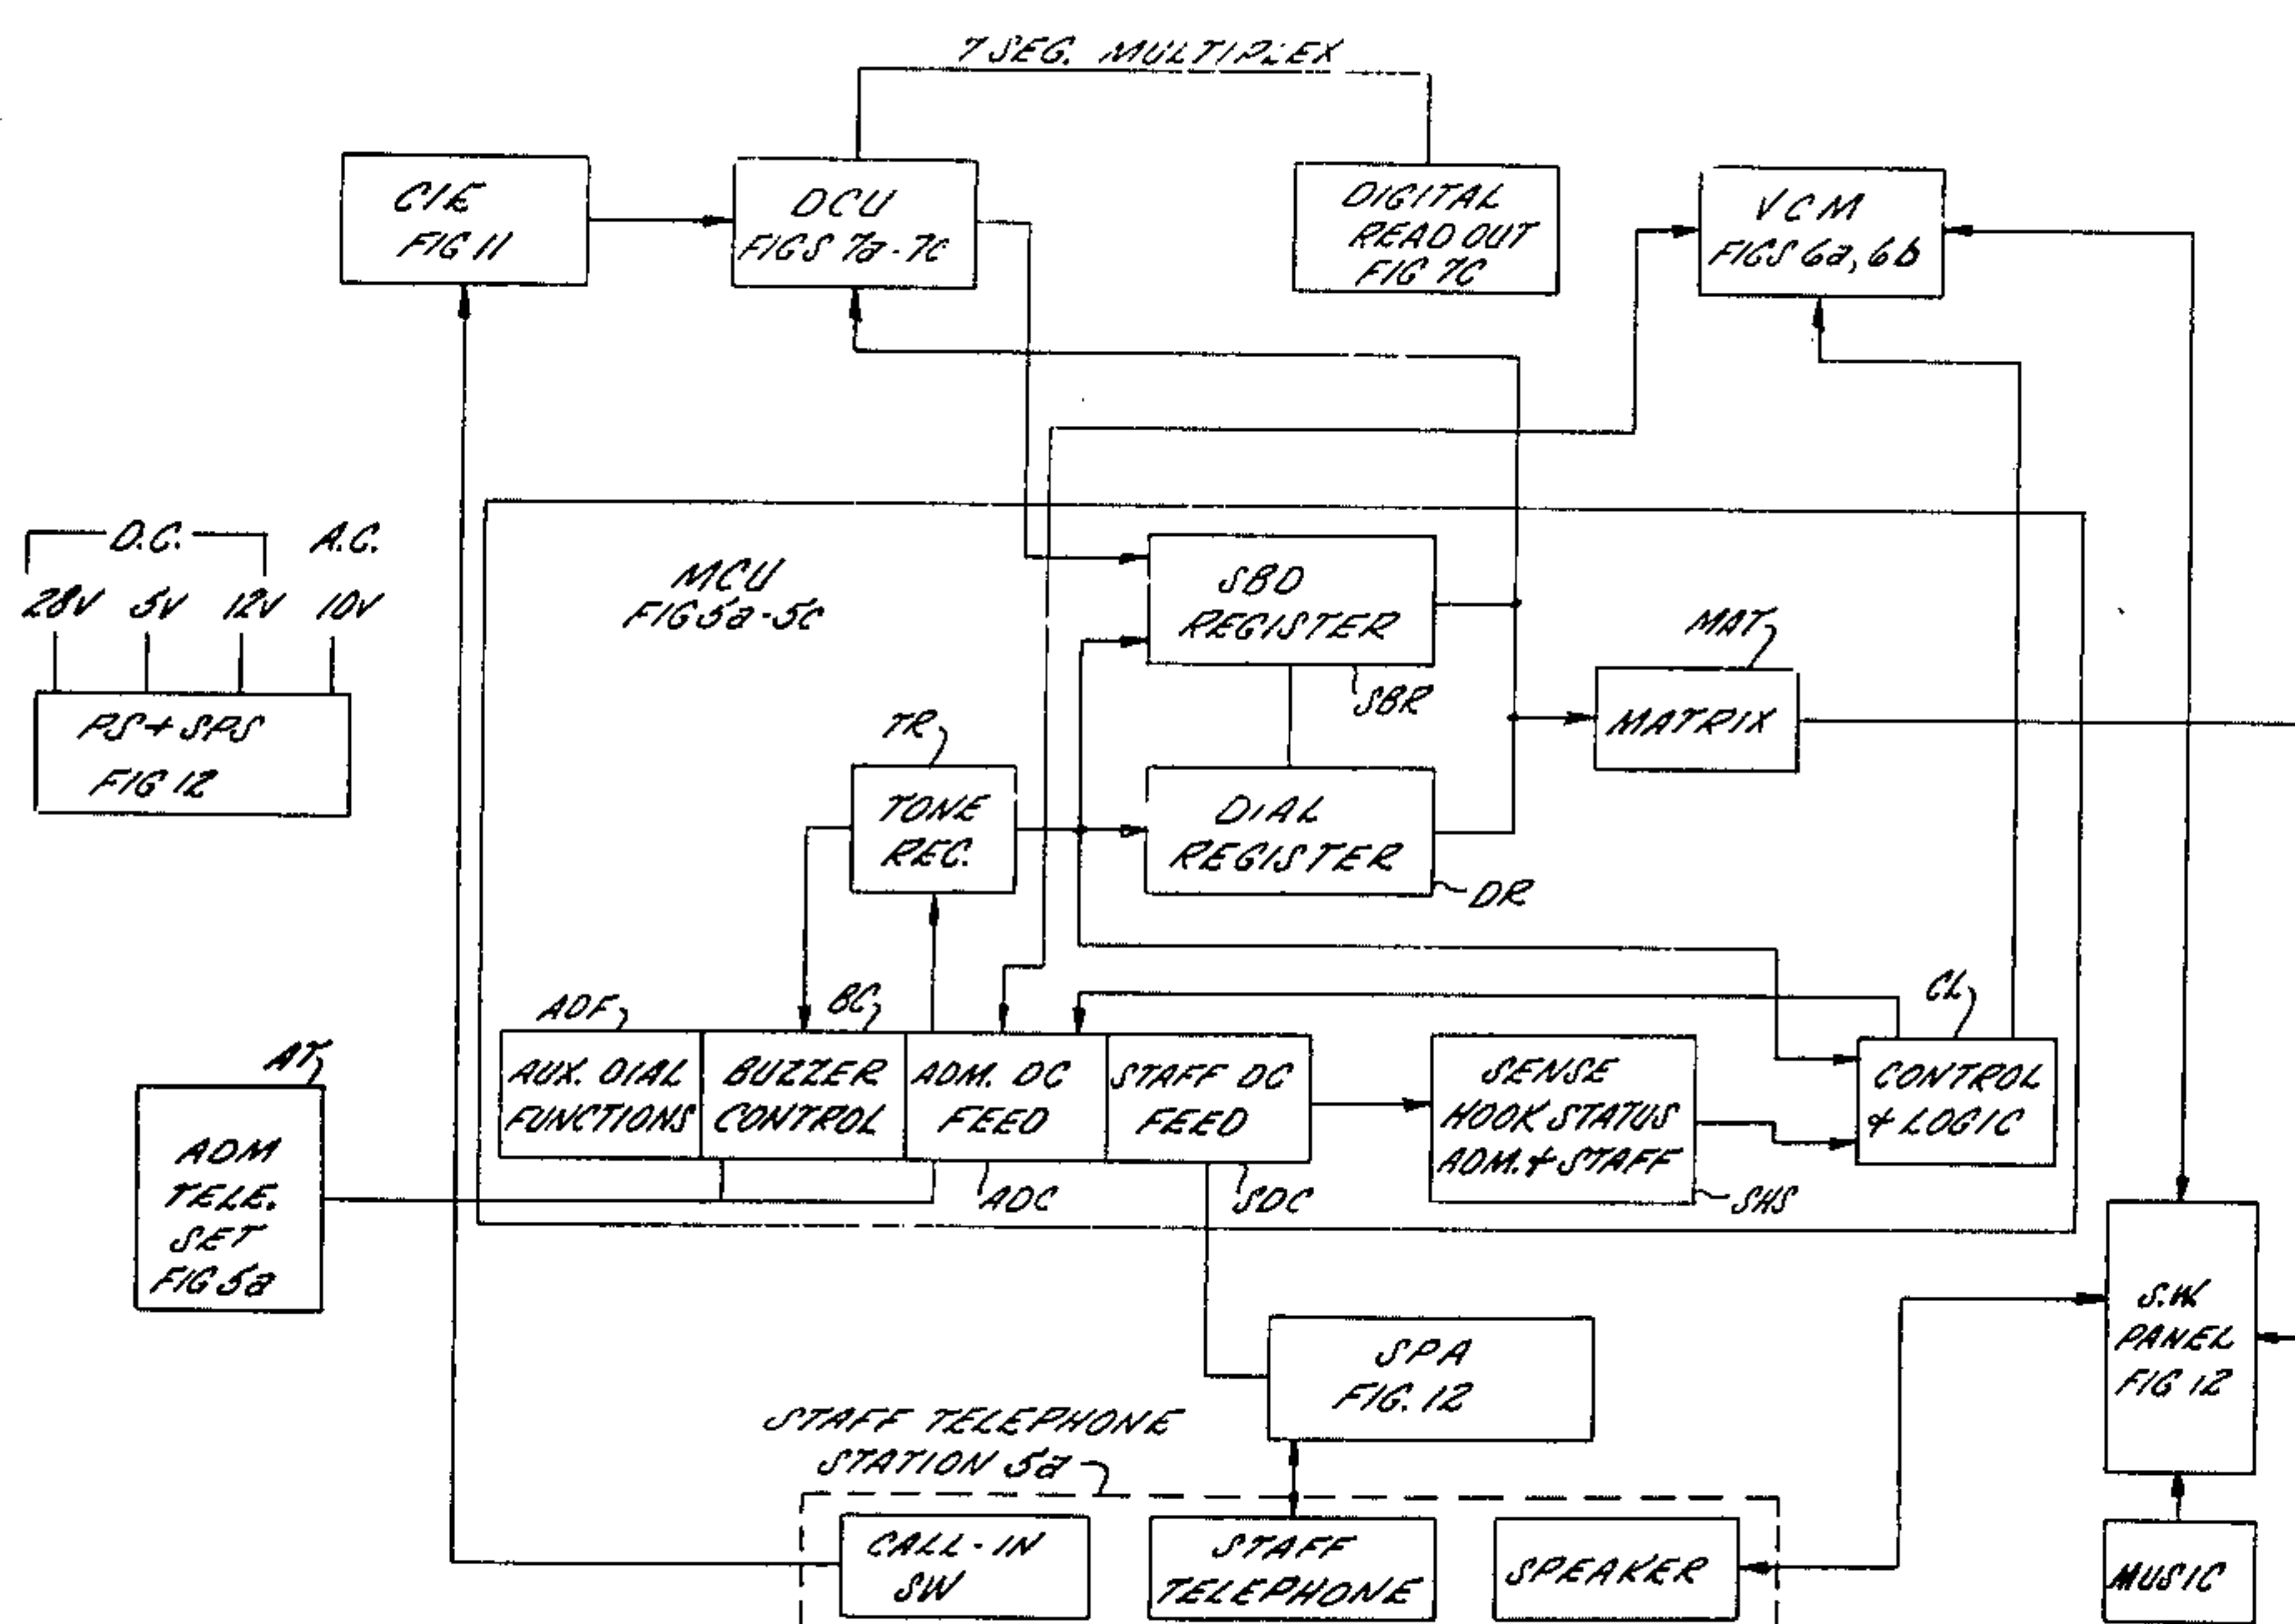 7 SEG. MULTIPLEX
CIE
FIG 11
DCU
FIGS 7a-7c
DIGITAL
READ OUT
FIG 7C
VCM
FIGS 6a, 6b
D.C.
A.C.
28V 5V 12V 10V
PS + SPS
FIG 12
MCU
FIG 5a-5c
SBD
REGISTER
SBR
MAT
MATRIX
TR
TONE
REC.
DIAL
REGISTER
DR
ADF
BC
CL
AUX. DIAL
FUNCTIONS
BUZZER
CONTROL
ADM. DC
FEED
STAFF DC
FEED
SENSE
HOOK STATUS
ADM. & STAFF
CONTROL
& LOGIC
ADC
SDC
SHS
AT
ADM
TELE.
SET
FIG 5a
SPA
FIG. 12
S.W.
PANEL
FIG 12
STAFF TELEPHONE
STATION 5a
CALL-IN
SW
STAFF
TELEPHONE
SPEAKER
MUSIC